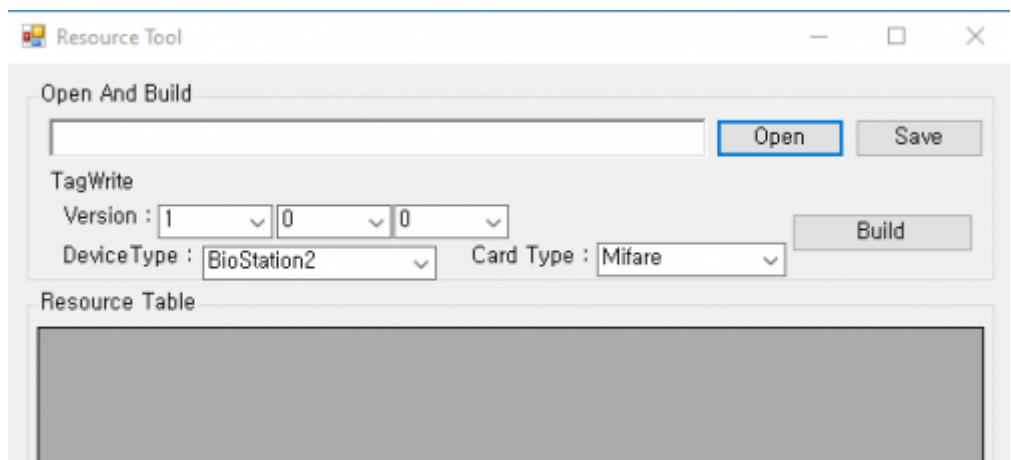 Resource Tool
Open And Build
Open Save
TagWrite
Version : 1 0 0
Build
DeviceType : BioStation2 Card Type : Mifare
Resource Table